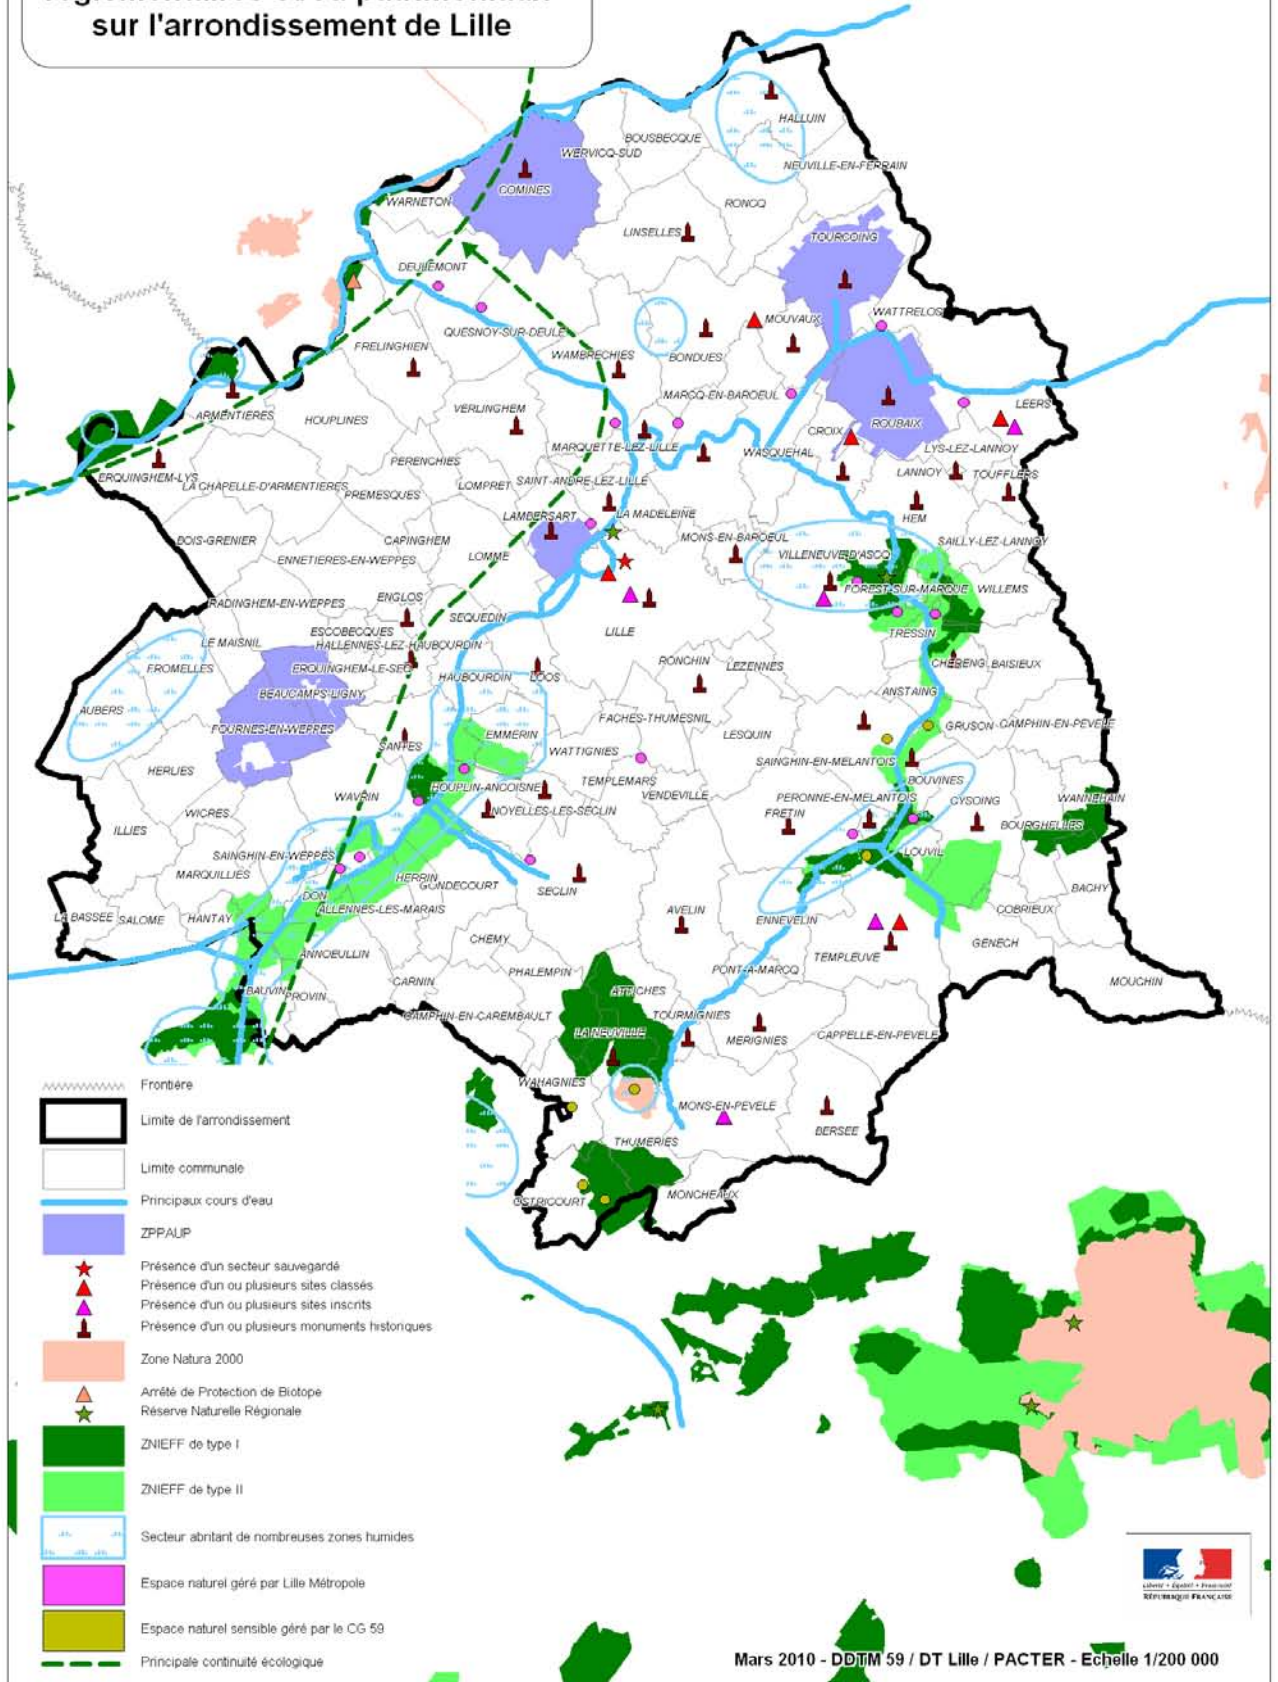 sur l'arrondissement de Lille
HALLUIN
BOUSBECQUE
WERVICQ-SUD
NEUVILLE-EN-FERRAIN
COMINES
WARNETON
RONCQ
LINSELLES
TOURCOING
DEULEMONT
WATTRELOS
MOUVAUX
QUESNOY-SUR-DEULE
FRELINGHIEN
WAMBRECHIES
BONDUES
MARCQ-EN-BAROEUL
LEERS
VERLINGHEM
ARMENTIERES
HOUPLINES
ROUBAIX
CROIX
MARQUETTE-LEZ-LILLE
WASQUEHAL
LYS-LEZ-LANNOY
PERENCHIES
LANNOY
TOUFFLERS
ERQUINGHEM-LYS
LA CHAPELLE-D'ARMENTIERES
PREMESQUES
LOMPRET
SAINT-ANDRE-LEZ-LILLE
LAMBERSART
LA MADELEINE
HEM
BOIS-GRENIER
CAPINGHEM
MONS-EN-BAROEUL
SAILLY-LEZ-LANNOY
VILLENEUVE-D'ASCQ
ENNETIERES-EN-WEPPES
LOMME
FOREST-SUR-MARQUE
WILLEMS
RADINGHEM-EN-WEPPES
ENGLOS
SEQUEDIN
LILLE
ESCOBECQUES
TRESSIN
LE MAISNIL
HALLENNES-LEZ-HAUBOURDIN
FROMELLES
ERQUINGHEM-LE-SEC
RONCHIN
LEZENNES
CHERENG
BAISIEUX
HAUBOURDIN
LOOS
BEAUCAMPS-LIGNY
ANSTAING
AUBERS
FACHES-THUMESNIL
GRUSON
CAMPHIN-EN-PEVELE
FOURNES-EN-WEPPES
EMMERIN
LESQUIN
SANTES
WATTIGNIES
SAINGHIN-EN-MELANTOIS
HERLIES
TEMPLEMARS
BOUVINES
HOUPLIN-ANCOISNE
VENDEVILLE
WAVRIN
PERONNE-EN-MELANTOIS
CYSOING
WANNEHAIN
WICRES
NOYELLES-LES-SECLIN
FRETIN
BOURGHELLES
ILLIES
SAINGHIN-EN-WEPPES
LOUVIL
MARQUILLIES
HERRIN
GONDECOURT
SECLIN
BACHY
DON
ALLENNES-LES-MARAIS
COBRIEUX
LA BASSEE
SALOME
HANTAY
AVELIN
ENNEVELIN
CHEMY
GENECH
ANNOEULLIN
TEMPLEUVE
PHALEMPIN
PONT-A-MARCQ
CARNIN
MOUCHIN
BAUVIN
PROVIN
ATTICHES
CAMPHIN-EN-CAREMBAULT
TOURMIGNIES
LA NEUVILLE
MERIGNIES
CAPPELLE-EN-PEVELE
WAHAGNIES
MONS-EN-PEVELE
BERSEE
THUMERIES
OSTRICOURT
MONCHEAUX
Frontière
Limite de l'arrondissement
Limite communale
Principaux cours d'eau
ZPPAUP
Présence d'un secteur sauvegardé
Présence d'un ou plusieurs sites classés
Présence d'un ou plusieurs sites inscrits
Présence d'un ou plusieurs monuments historiques
Zone Natura 2000
Arrêté de Protection de Biotope
Réserve Naturelle Régionale
ZNIEFF de type I
ZNIEFF de type II
Secteur abritant de nombreuses zones humides
Espace naturel géré par Lille Métropole
Espace naturel sensible géré par le CG 59
Principale continuité écologique
Liberté • Égalité • Fraternité
RÉPUBLIQUE FRANÇAISE
Mars 2010 - DDTM 59 / DT Lille / PACTER - Echelle 1/200 000